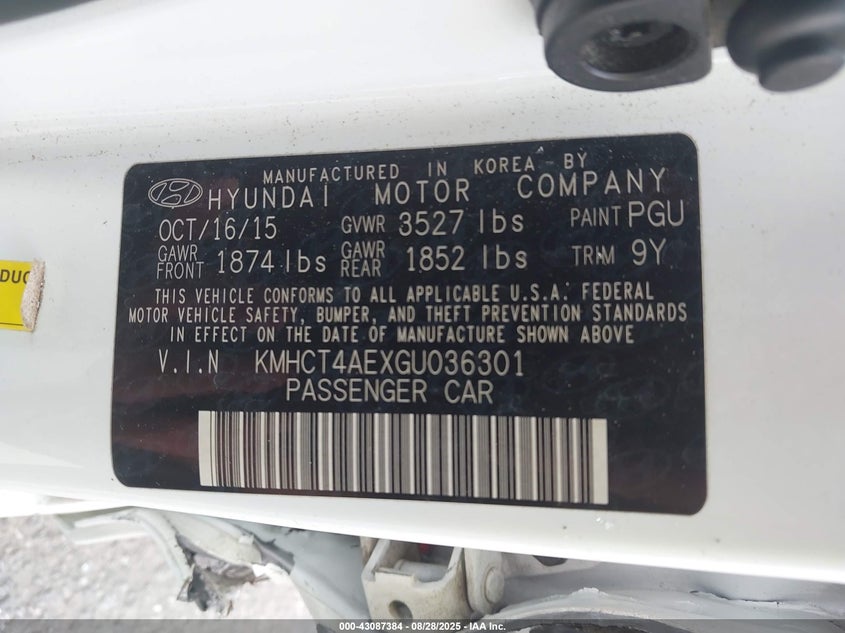 MANUFACTURED IN KOREA BY
HYUNDAI MOTOR COMPANY
OCT/16/15 GVWR 3527 lbs PAINT PGU
GAWR FRONT 1874 lbs GAWR REAR 1852 lbs TRIM 9Y
THIS VEHICLE CONFORMS TO ALL APPLICABLE U.S.A. FEDERAL
MOTOR VEHICLE SAFETY, BUMPER, AND THEFT PREVENTION STANDARDS
IN EFFECT ON THE DATE OF MANUFACTURE SHOWN ABOVE
V.I.N KMHCT4AEXGU036301
PASSENGER CAR
DUC
000-43087384 - 08/28/2025 - IAA Inc.